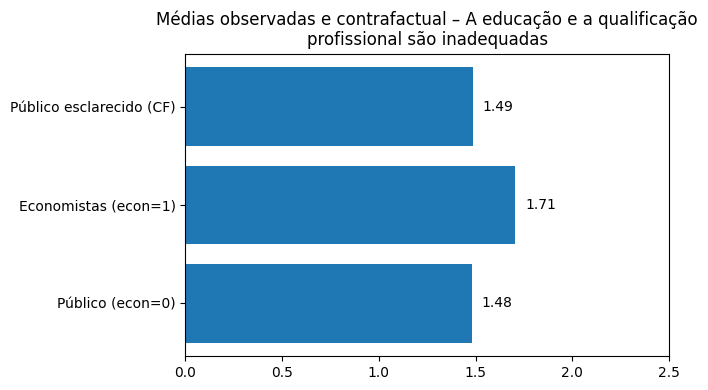 Médias observadas e contrafactual – A educação e a qualificação
profissional são inadequadas
Público esclarecido (CF)
1.49
Economistas (econ=1)
1.71
Público (econ=0)
1.48
0.0 0.5 1.0 1.5 2.0 2.5